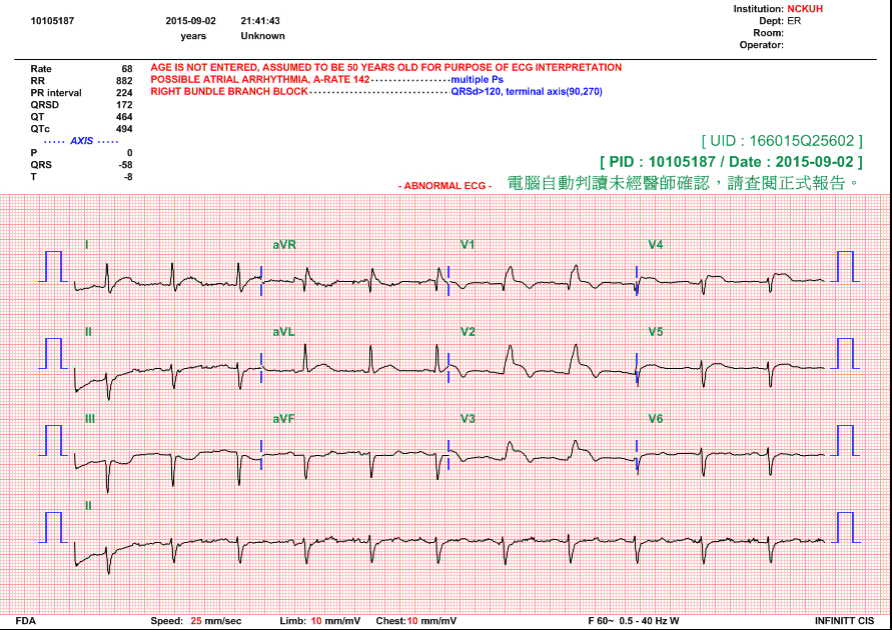 Institution: NCKUH
10105187 2015-09-02 21:41:43 Dept: ER
years Unknown Room:
Operator:
Rate 68 AGE IS NOT ENTERED, ASSUMED TO BE 50 YEARS OLD FOR PURPOSE OF ECG INTERPRETATION
RR 882 POSSIBLE ATRIAL ARRHYTHMIA, A-RATE 142------------------multiple Ps
PR interval 224 RIGHT BUNDLE BRANCH BLOCK-------------------------------QRSd>120, terminal axis(90,270)
QRSD 172
QT 464
QTc 494
----- AXIS -----
P 0
QRS -58
T -8
[ UID : 166015Q25602 ]
[ PID : 10105187 / Date : 2015-09-02 ]
- ABNORMAL ECG - 電腦自動判讀未經醫師確認，請查閱正式報告。
I aVR V1 V4
II aVL V2 V5
III aVF V3 V6
II
FDA Speed: 25 mm/sec Limb: 10 mm/mV Chest:10 mm/mV F 60~ 0.5 - 40 Hz W INFINITT CIS